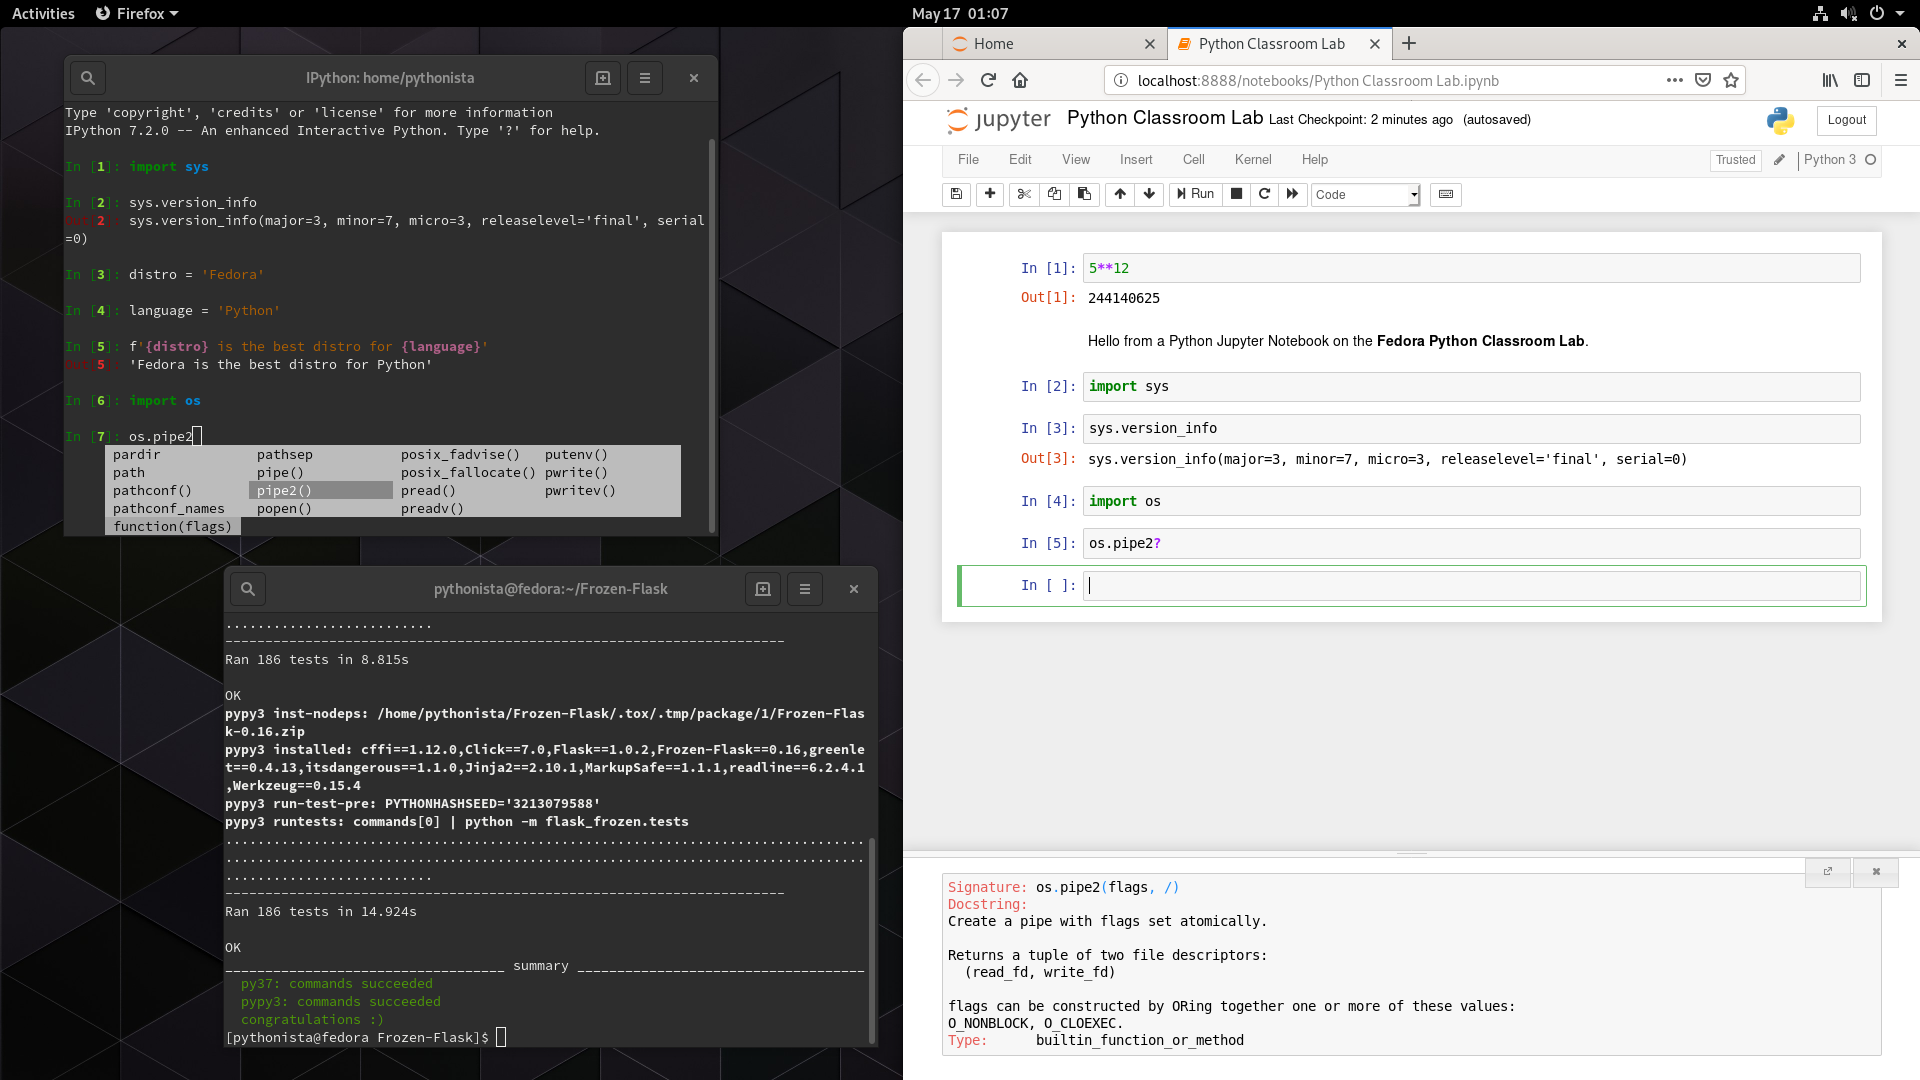 Activities Firefox May 17 01:07
IPython: home/pythonista
Type 'copyright', 'credits' or 'license' for more information
IPython 7.2.0 -- An enhanced Interactive Python. Type '?' for help.
In [1]: import sys
In [2]: sys.version_info
Out[2]: sys.version_info(major=3, minor=7, micro=3, releaselevel='final', serial
=0)
In [3]: distro = 'Fedora'
In [4]: language = 'Python'
In [5]: f'{distro} is the best distro for {language}'
Out[5]: 'Fedora is the best distro for Python'
In [6]: import os
In [7]: os.pipe2
pardir pathsep posix_fadvise() putenv()
path pipe() posix_fallocate() pwrite()
pathconf() pipe2() pread() pwritev()
pathconf_names popen() preadv()
function(flags)
pythonista@fedora:~/Frozen-Flask
...........................
----------------------------------------------------------------------
Ran 186 tests in 8.815s
OK
pypy3 inst-nodeps: /home/pythonista/Frozen-Flask/.tox/.tmp/package/1/Frozen-Flas
k-0.16.zip
pypy3 installed: cffi==1.12.0,Click==7.0,Flask==1.0.2,Frozen-Flask==0.16,greenle
t==0.4.13,itsdangerous==1.1.0,Jinja2==2.10.1,MarkupSafe==1.1.1,readline==6.2.4.1
,Werkzeug==0.15.4
pypy3 run-test-pre: PYTHONHASHSEED='3213079588'
pypy3 runtests: commands[0] | python -m flask_frozen.tests
................................................................................
................................................................................
..........................
----------------------------------------------------------------------
Ran 186 tests in 14.924s
OK
___________________________________ summary ____________________________________
py37: commands succeeded
pypy3: commands succeeded
congratulations :)
[pythonista@fedora Frozen-Flask]$
Home Python Classroom Lab
localhost:8888/notebooks/Python Classroom Lab.ipynb
jupyter Python Classroom Lab Last Checkpoint: 2 minutes ago (autosaved) Logout
File Edit View Insert Cell Kernel Help Trusted Python 3
Run Code
In [1]: 5**12
Out[1]: 244140625
Hello from a Python Jupyter Notebook on the Fedora Python Classroom Lab.
In [2]: import sys
In [3]: sys.version_info
Out[3]: sys.version_info(major=3, minor=7, micro=3, releaselevel='final', serial=0)
In [4]: import os
In [5]: os.pipe2?
In [ ]:
Signature: os.pipe2(flags, /)
Docstring:
Create a pipe with flags set atomically.
Returns a tuple of two file descriptors:
(read_fd, write_fd)
flags can be constructed by ORing together one or more of these values:
O_NONBLOCK, O_CLOEXEC.
Type: builtin_function_or_method